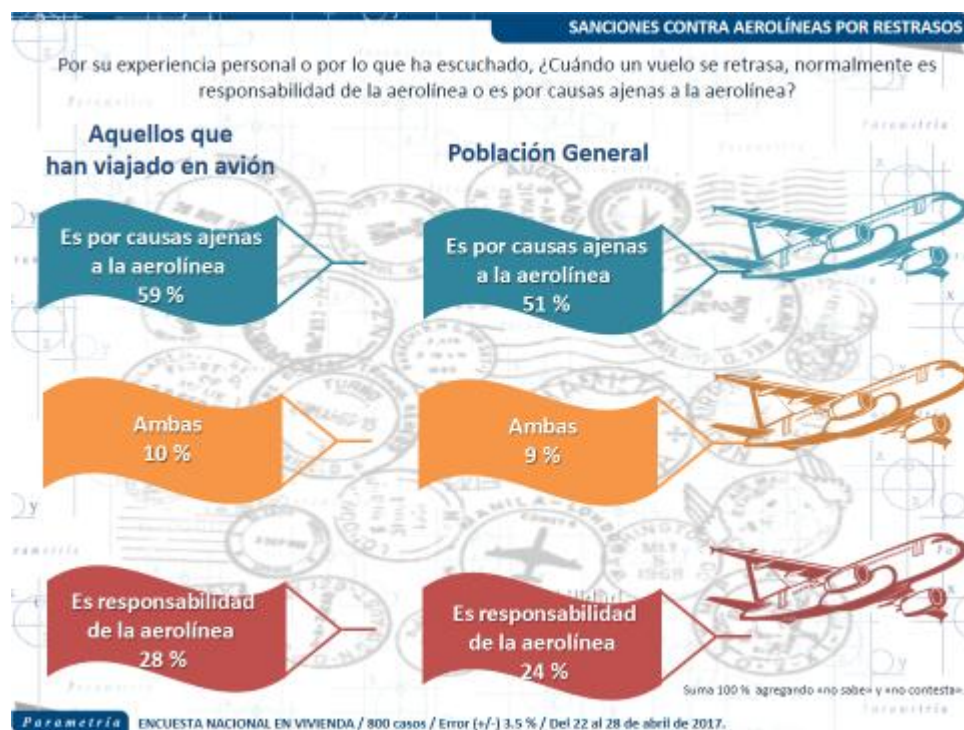 SANCIONES CONTRA AEROLÍNEAS POR RESTRASOS
Por su experiencia personal o por lo que ha escuchado, ¿Cuándo un vuelo se retrasa, normalmente es
responsabilidad de la aerolínea o es por causas ajenas a la aerolínea?
Aquellos que
han viajado en avión
Población General
Es por causas ajenas
a la aerolínea
59 %
Es por causas ajenas
a la aerolínea
51 %
Ambas
10 %
Ambas
9 %
Es responsabilidad
de la aerolínea
28 %
Es responsabilidad
de la aerolínea
24 %
Suma 100 % agregando «no sabe» y «no contesta».
Parametría ENCUESTA NACIONAL EN VIVIENDA / 800 casos / Error (+/-) 3.5 % / Del 22 al 28 de abril de 2017.